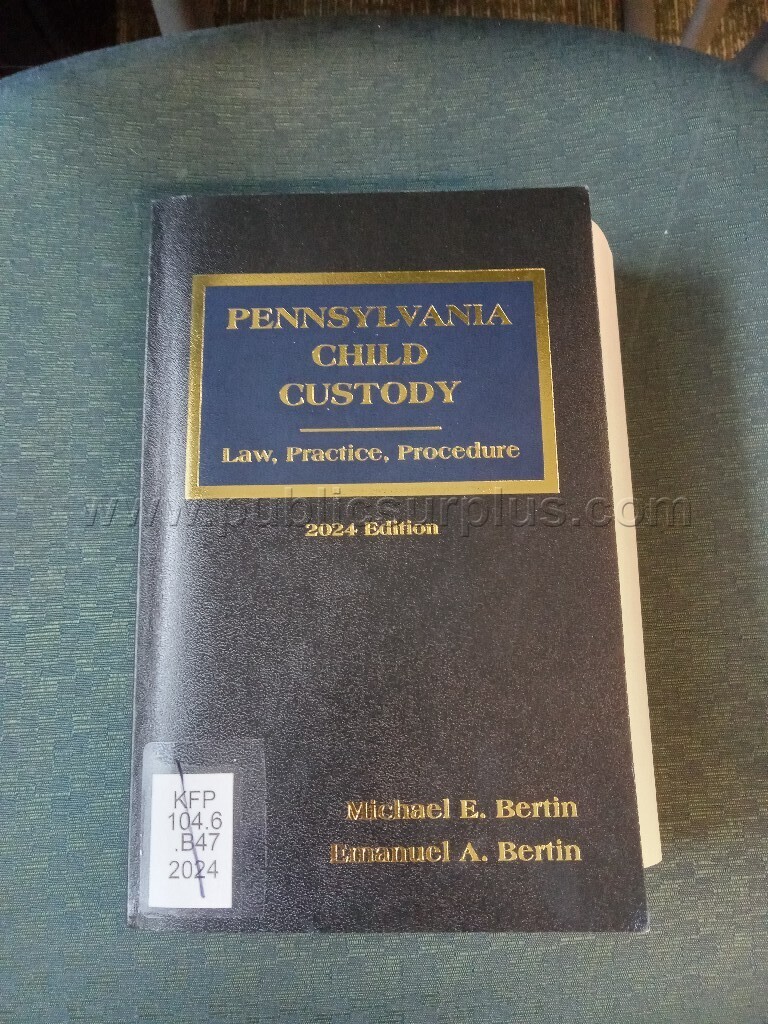 PENNSYLVANIA
CHILD
CUSTODY
Law, Practice, Procedure
www.publicsurplus.com
2024 Edition
Michael E. Bertin
Emanuel A. Bertin
KFP
104.6
.B47
2024